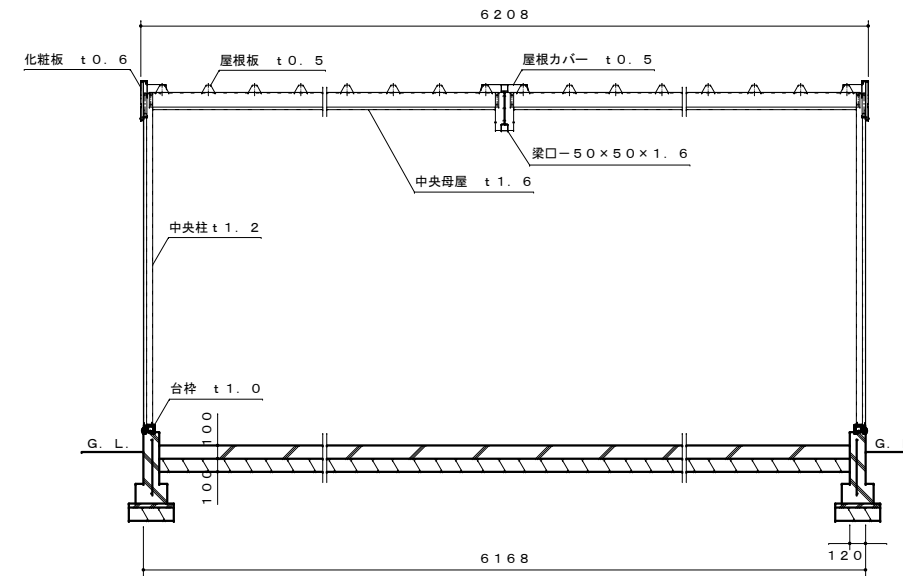 6208
化粧板 t0.6
屋根板 t0.5
屋根カバー t0.5
梁口－50×50×1.6
中央母屋 t1.6
中央柱t1.2
台枠 t1.0
G.L.
100
G.
100
120
6168